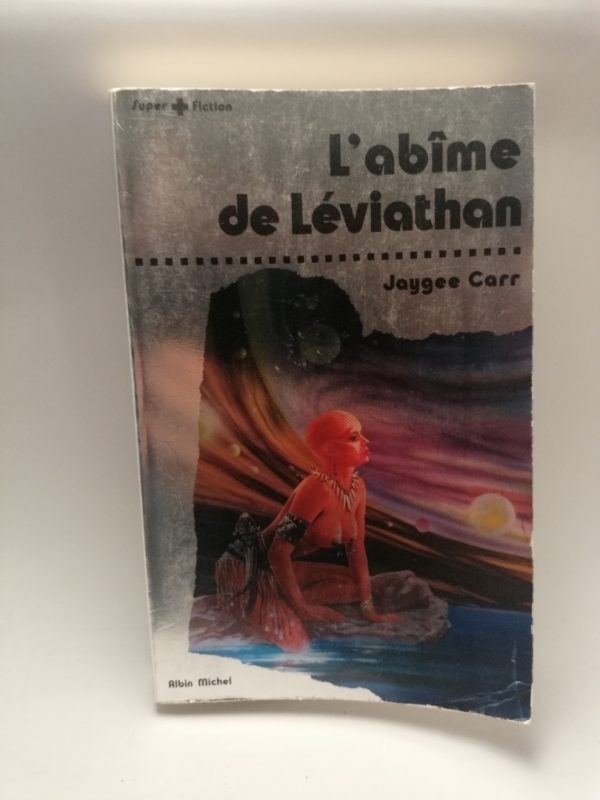 Super + Fiction
L'abîme
de Léviathan
Jaygee Carr
Albin Michel